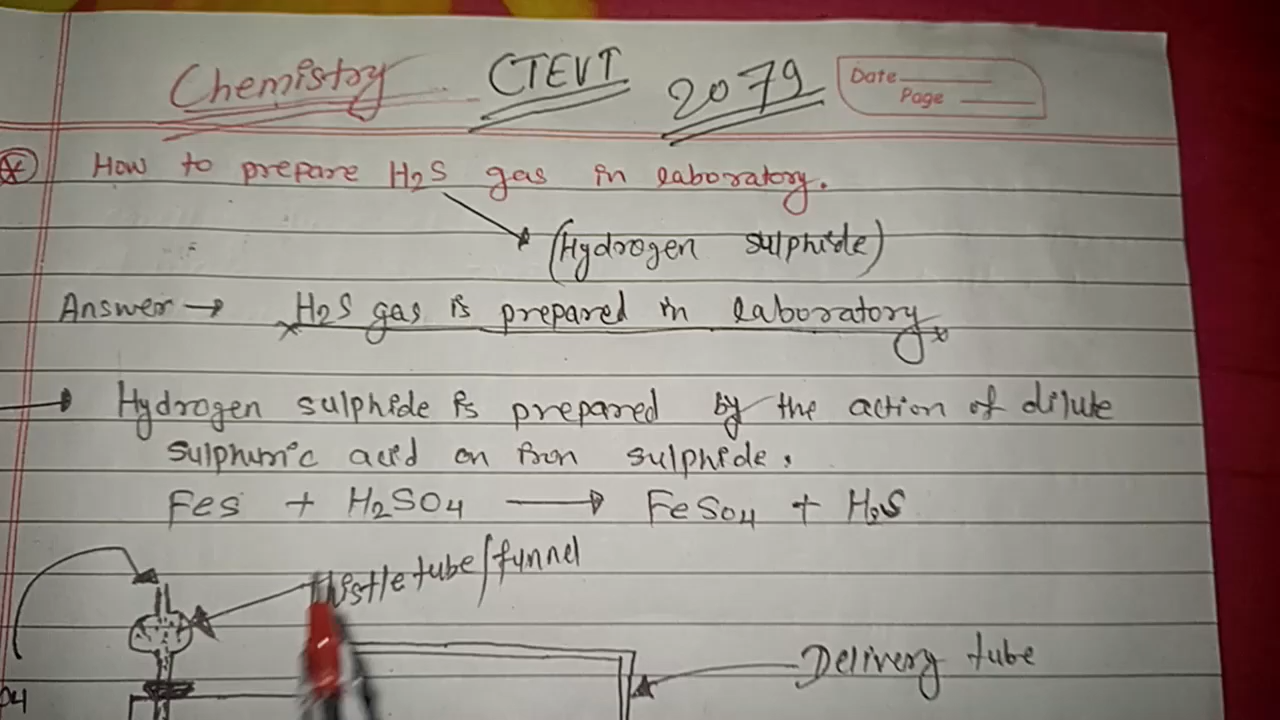 Chemistry CTEVT 2079
Date
Page
How to prepare H2S gas in laboratory.
(Hydrogen sulphide)
Answer → H2S gas is prepared in laboratory
→ Hydrogen sulphide is prepared by the action of dilute
sulphuric acid on iron sulphide.
FeS + H2SO4 → FeSO4 + H2S
Thistle tube/funnel
Delivery tube
O4